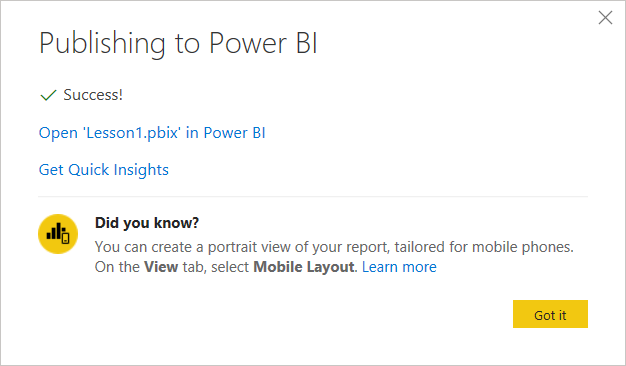 Publishing to Power BI
Success!
Open 'Lesson1.pbix' in Power BI
Get Quick Insights
Did you know?
You can create a portrait view of your report, tailored for mobile phones.
On the View tab, select Mobile Layout. Learn more
Got it